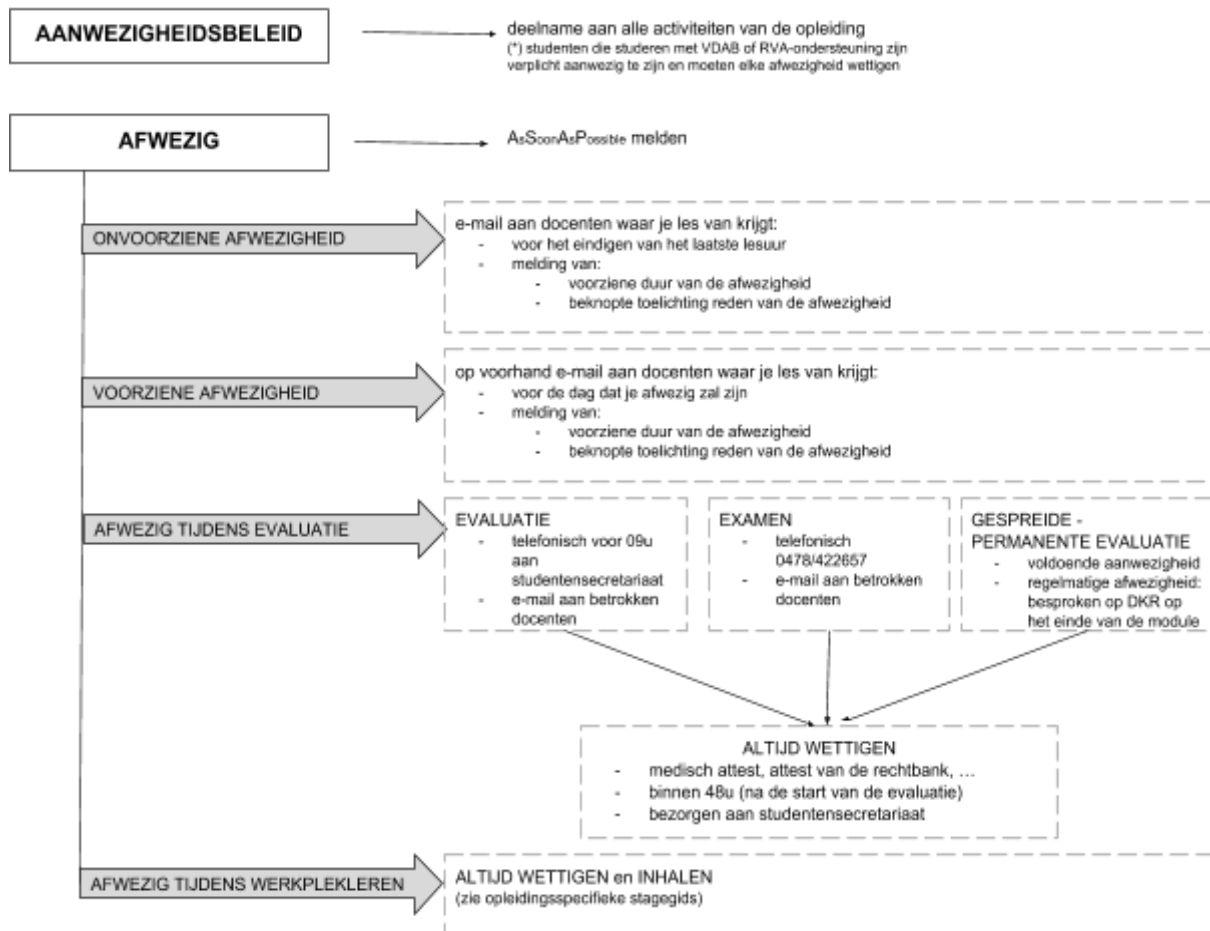 AANWEZIGHEIDSBELEID
deelname aan alle activiteiten van de opleiding
(*) studenten die studeren met VDAB of RVA-ondersteuning zijn
verplicht aanwezig te zijn en moeten elke afwezigheid wettigen
AFWEZIG
AsSoonAsPossible melden
ONVOORZIENE AFWEZIGHEID
e-mail aan docenten waar je les van krijgt:
- voor het eindigen van het laatste lesuur
- melding van:
- voorziene duur van de afwezigheid
- beknopte toelichting reden van de afwezigheid
VOORZIENE AFWEZIGHEID
op voorhand e-mail aan docenten waar je les van krijgt:
- voor de dag dat je afwezig zal zijn
- melding van:
- voorziene duur van de afwezigheid
- beknopte toelichting reden van de afwezigheid
AFWEZIG TIJDENS EVALUATIE
EVALUATIE
- telefonisch voor 09u
aan
studentensecretariaat
- e-mail aan betrokken
docenten
EXAMEN
- telefonisch
0478/422657
- e-mail aan betrokken
docenten
GESPREIDE -
PERMANENTE EVALUATIE
- voldoende aanwezigheid
- regelmatige afwezigheid:
besproken op DKR op
het einde van de module
ALTIJD WETTIGEN
- medisch attest, attest van de rechtbank, ...
- binnen 48u (na de start van de evaluatie)
- bezorgen aan studentensecretariaat
AFWEZIG TIJDENS WERKPLEKLEREN
ALTIJD WETTIGEN en INHALEN
(zie opleidingsspecifieke stagegids)